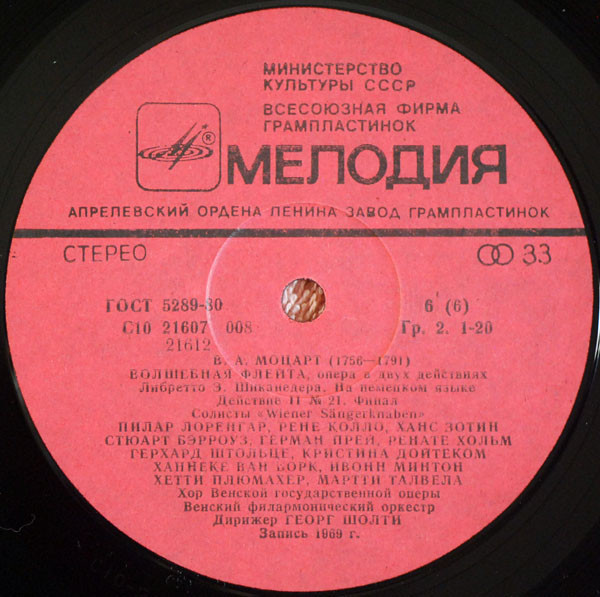 МИНИСТЕРСТВО
КУЛЬТУРЫ СССР
ВСЕСОЮЗНАЯ ФИРМА
ГРАМПЛАСТИНОК
®
МЕЛОДИЯ
АПРЕЛЕВСКИЙ ОРДЕНА ЛЕНИНА ЗАВОД ГРАМПЛАСТИНОК
СТЕРЕО 33
ГОСТ 5289-80 6 (6)
С10 21607 008 Гр. 2. 1-20
21612
В. А. МОЦАРТ (1756—1791)
ВОЛШЕБНАЯ ФЛЕЙТА, опера в двух действиях
Либретто Э. Шиканедера. На немецком языке
Действие II № 21. Финал
Солисты «Wiener Sängerknaben»
ПИЛАР ЛОРЕНГАР, РЕНЕ КОЛЛО, ХАНС ЗОТИН
СТЮАРТ БЭРРОУЗ, ГЕРМАН ПРЕЙ, РЕНАТЕ ХОЛЬМ
ГЕРХАРД ШТОЛЬЦЕ, КРИСТИНА ДОЙТЕКОМ
ХАННЕКЕ ВАН БОРК, ИВОНН МИНТОН
ХЕТТИ ПЛЮМАХЕР, МАРТТИ ТАЛВЕЛА
Хор Венской государственной оперы
Венский филармонический оркестр
Дирижер ГЕОРГ ШОЛТИ
Запись 1969 г.